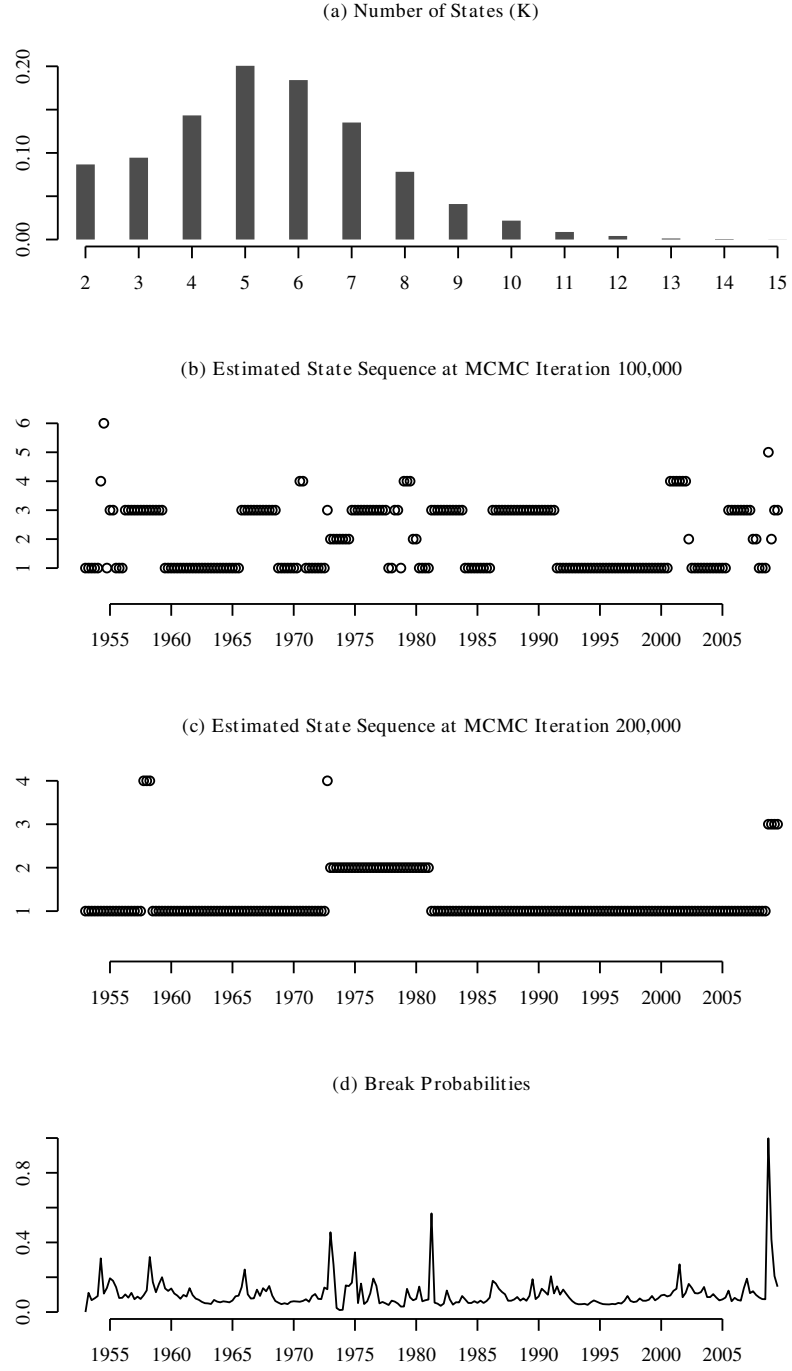 (a) Number of States (K)
0.20
0.10
0.00
2 3 4 5 6 7 8 9 10 11 12 13 14 15
(b) Estimated State Sequence at MCMC Iteration 100,000
6
5
4
3
2
1
1955 1960 1965 1970 1975 1980 1985 1990 1995 2000 2005
(c) Estimated State Sequence at MCMC Iteration 200,000
4
3
2
1
1955 1960 1965 1970 1975 1980 1985 1990 1995 2000 2005
(d) Break Probabilities
0.8
0.4
0.0
1955 1960 1965 1970 1975 1980 1985 1990 1995 2000 2005